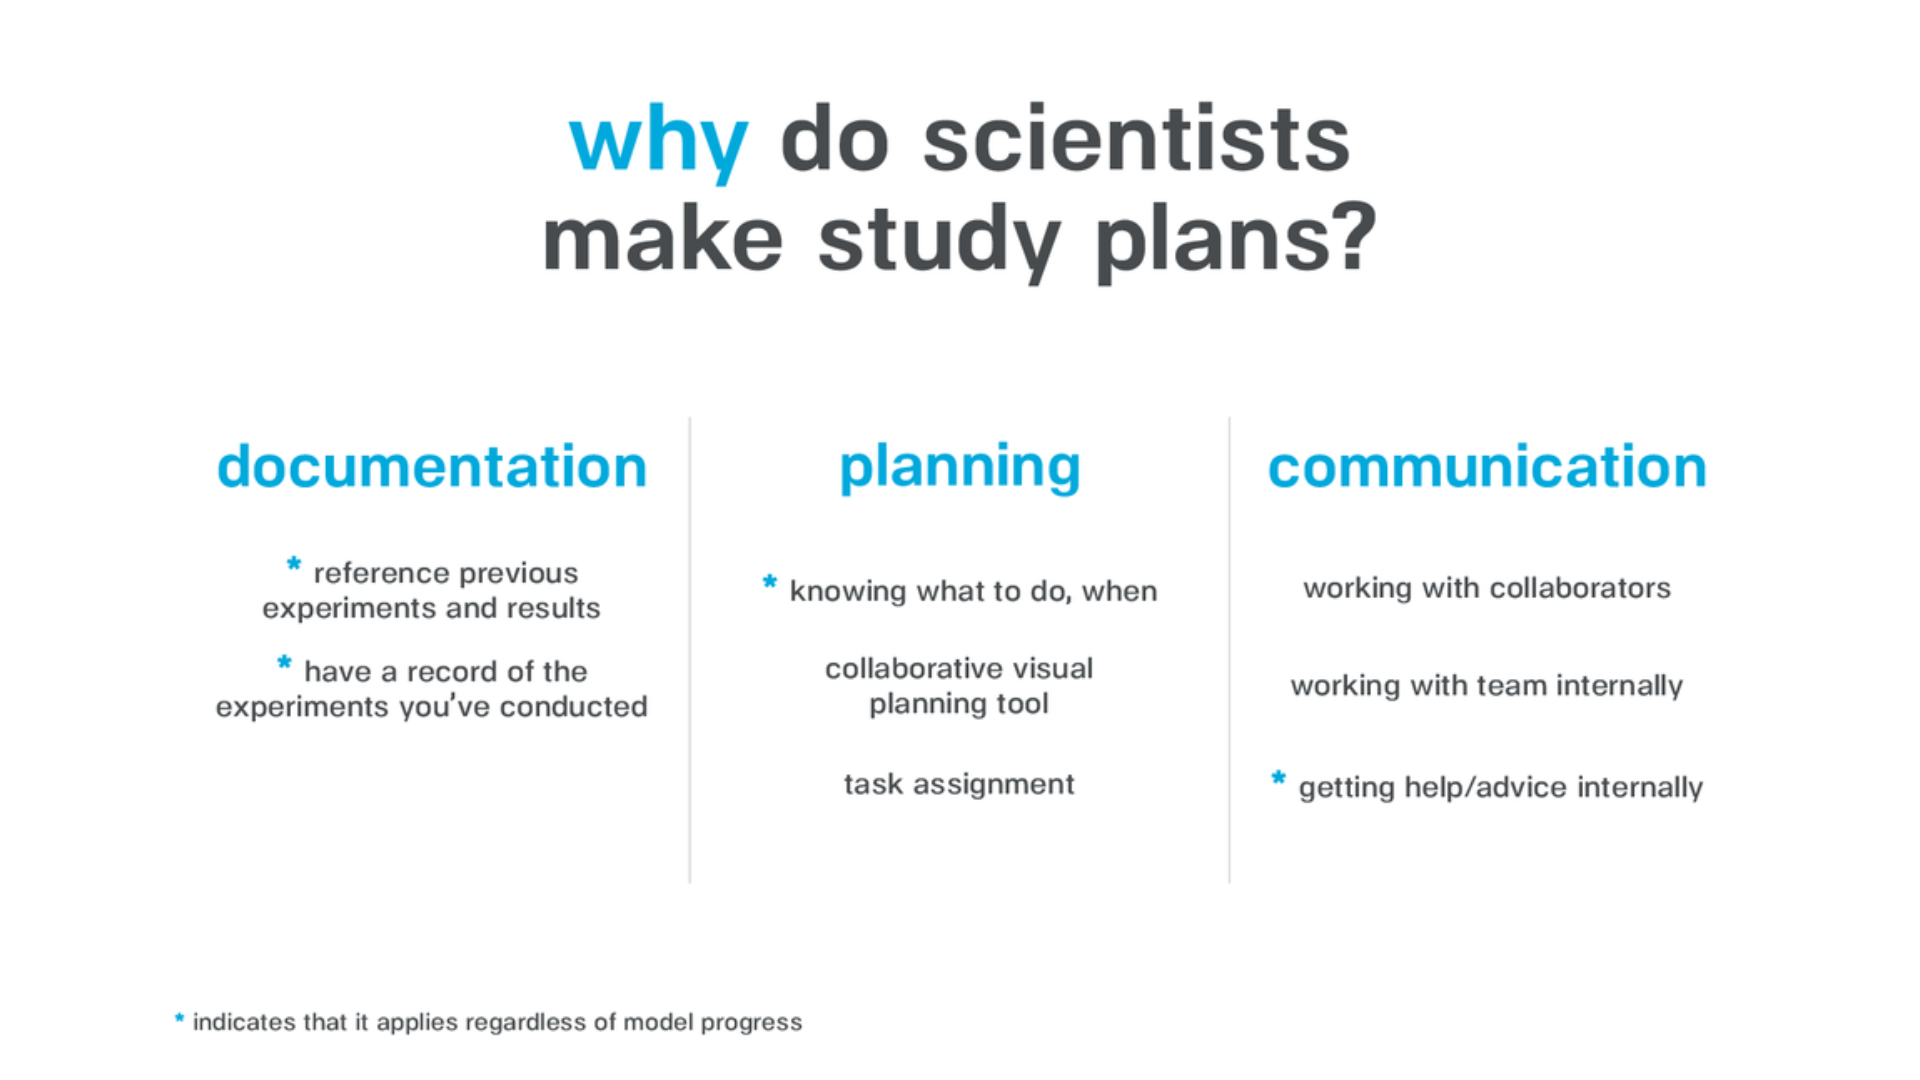 why do scientists
make study plans?
documentation
* reference previous
experiments and results
* have a record of the
experiments you've conducted
planning
* knowing what to do, when
collaborative visual
planning tool
task assignment
communication
working with collaborators
working with team internally
* getting help/advice internally
* indicates that it applies regardless of model progress